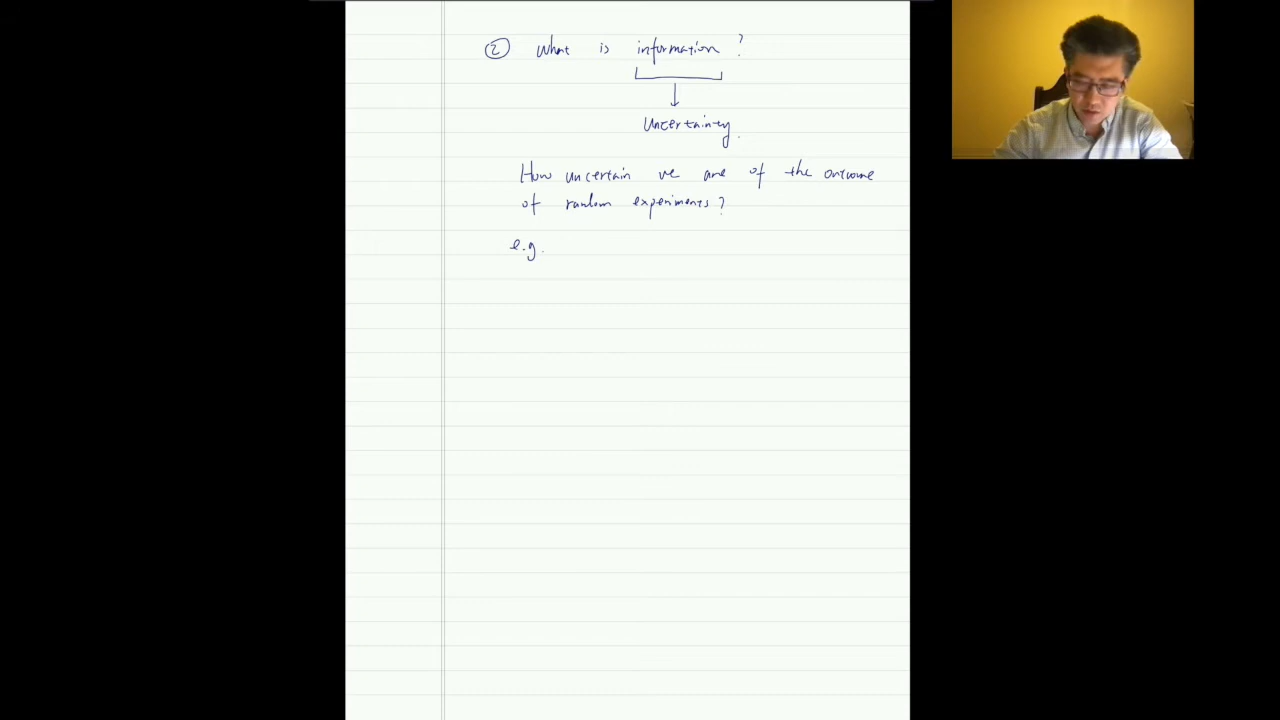 ② What is information ?
↓
Uncertainty.
How uncertain we are of the outcome
of random experiments ?
e.g.